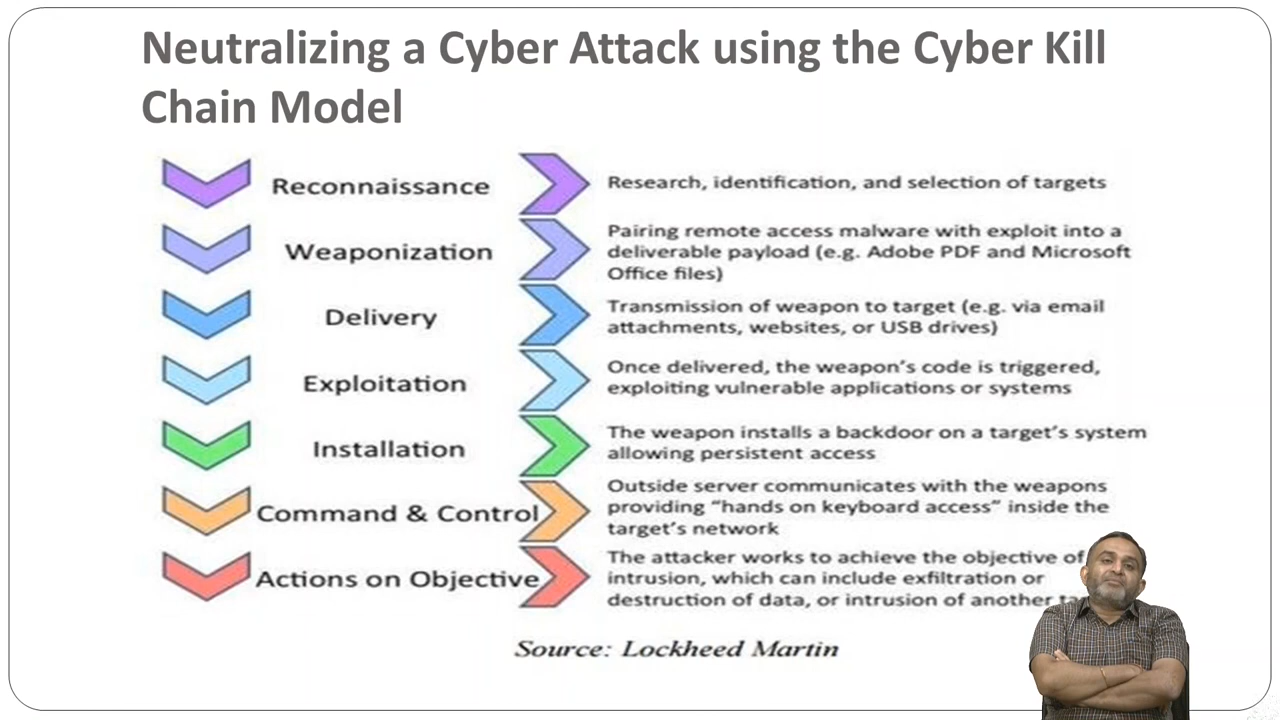 Neutralizing a Cyber Attack using the Cyber Kill
Chain Model
Reconnaissance
Research, identification, and selection of targets
Weaponization
Pairing remote access malware with exploit into a
deliverable payload (e.g. Adobe PDF and Microsoft
Office files)
Delivery
Transmission of weapon to target (e.g. via email
attachments, websites, or USB drives)
Exploitation
Once delivered, the weapon's code is triggered,
exploiting vulnerable applications or systems
Installation
The weapon installs a backdoor on a target's system
allowing persistent access
Command & Control
Outside server communicates with the weapons
providing "hands on keyboard access" inside the
target's network
Actions on Objective
The attacker works to achieve the objective of
intrusion, which can include exfiltration or
destruction of data, or intrusion of another
Source: Lockheed Martin